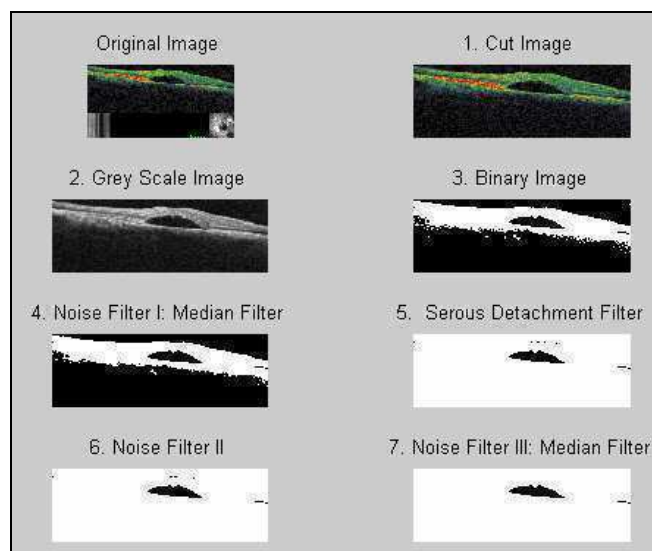 Original Image
1. Cut Image
2. Grey Scale Image
3. Binary Image
4. Noise Filter I: Median Filter
5. Serous Detachment Filter
6. Noise Filter II
7. Noise Filter III: Median Filter